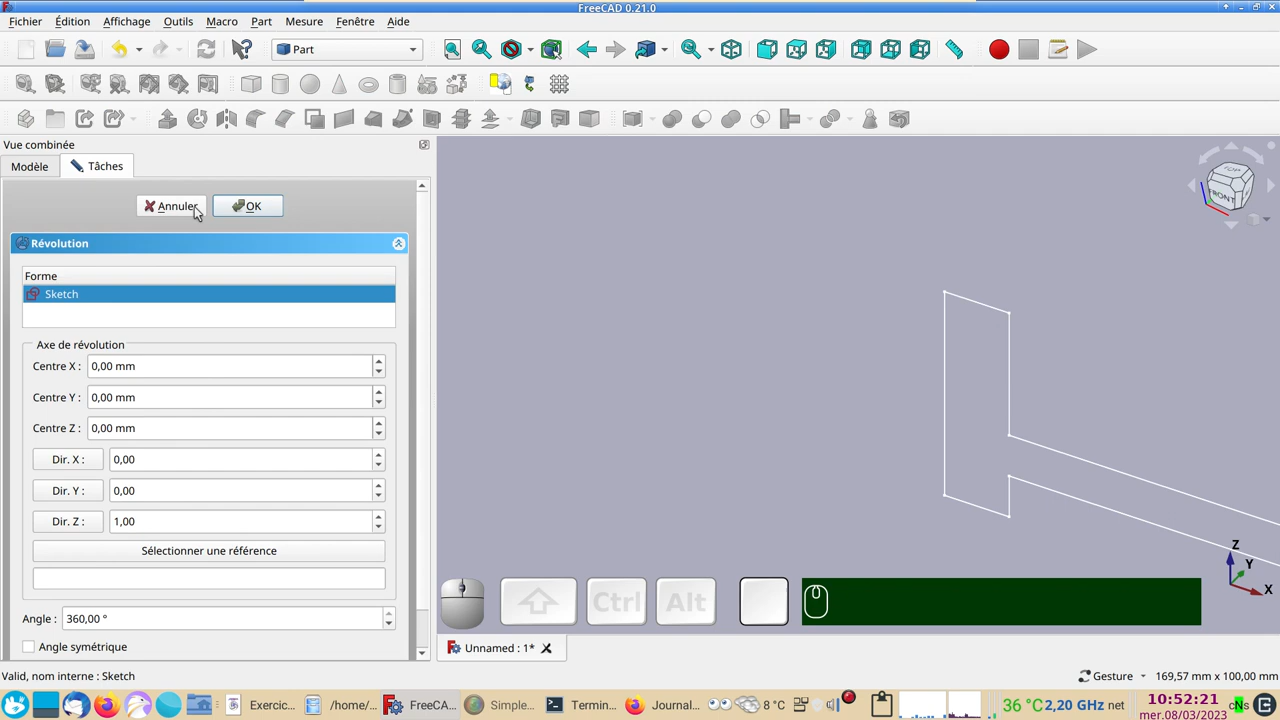 FreeCAD 0.21.0
Fichier Édition Affichage Outils Macro Part Mesure Fenêtre Aide
Part
Vue combinée
Modèle Tâches
Annuler OK
Révolution
Forme
Sketch
Axe de révolution
Centre X : 0,00 mm
Centre Y : 0,00 mm
Centre Z : 0,00 mm
Dir. X : 0,00
Dir. Y : 0,00
Dir. Z : 1,00
Sélectionner une référence
Angle : 360,00 °
Angle symétrique
TOP
FRONT
Z
Y
X
Ctrl Alt
Unnamed : 1*
Valid, nom interne : Sketch
Gesture 169,57 mm x 100,00 mm
Exercic... /home/... FreeCA... Simple... Termin... Journal... 8 °C 36 °C 2,20 GHz net 10:52:21
mer.08/03/2023